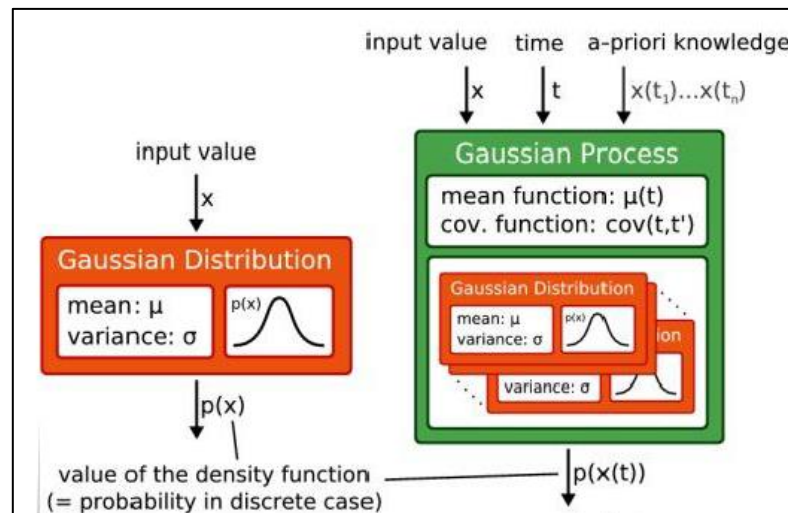 input value time a-priori knowledge
x t x(t₁)...x(tₙ)
input value
x
Gaussian Distribution
mean: μ
variance: σ
p(x)
p(x)
value of the density function
(= probability in discrete case)
Gaussian Process
mean function: μ(t)
cov. function: cov(t,t')
Gaussian Distribution
mean: μ
variance: σ
p(x)
ion
variance: σ
p(x(t))